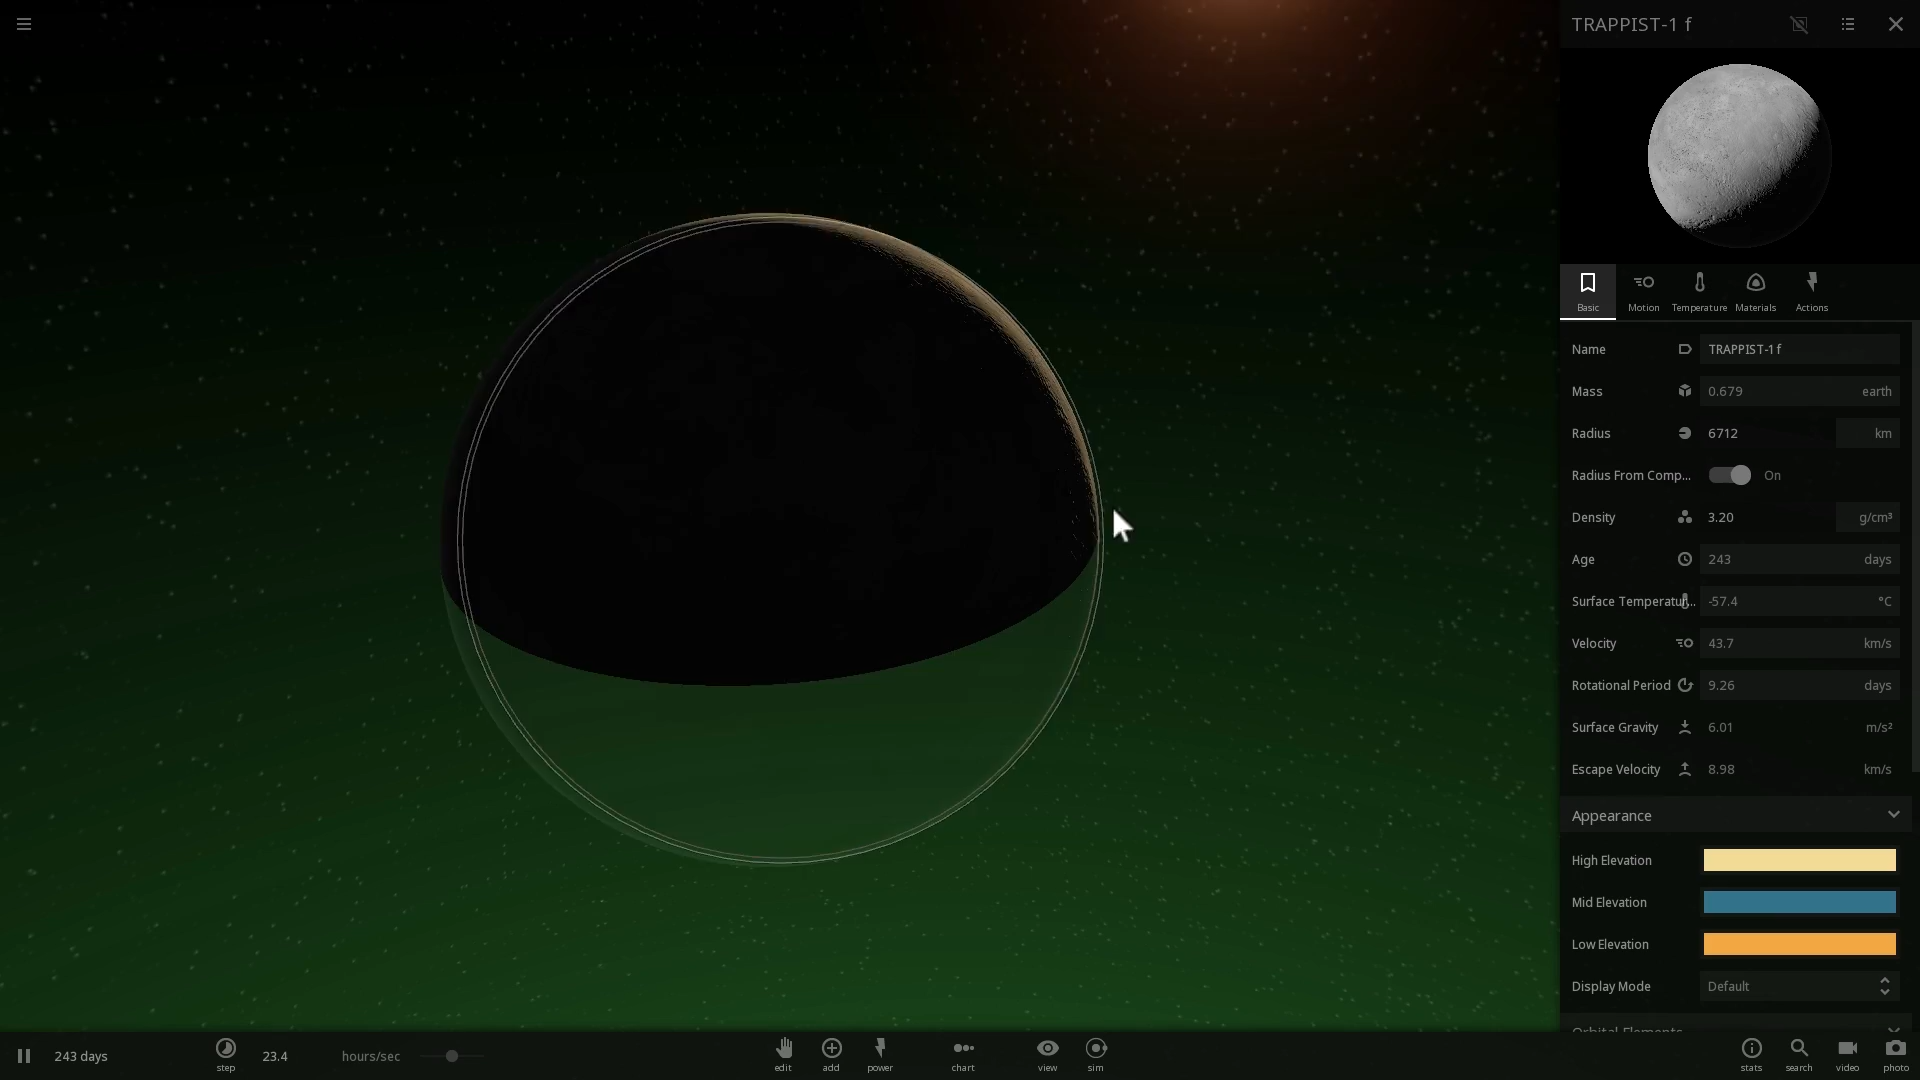 TRAPPIST-1 f
Basic
Motion
Temperature
Materials
Actions
Name TRAPPIST-1 f
Mass 0.679 earth
Radius 6712 km
Radius From Comp... On
Density 3.20 g/cm³
Age 243 days
Surface Temperatur... -57.4 °C
Velocity 43.7 km/s
Rotational Period 9.26 days
Surface Gravity 6.01 m/s²
Escape Velocity 8.98 km/s
Appearance
High Elevation
Mid Elevation
Low Elevation
Display Mode Default
Orbital Elements
243 days
step
23.4 hours/sec
edit
add
power
chart
view
sim
stats
search
video
photo